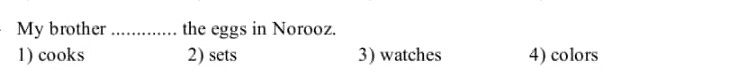 My brother ............. the eggs in Norooz.
1) cooks 2) sets 3) watches 4) colors